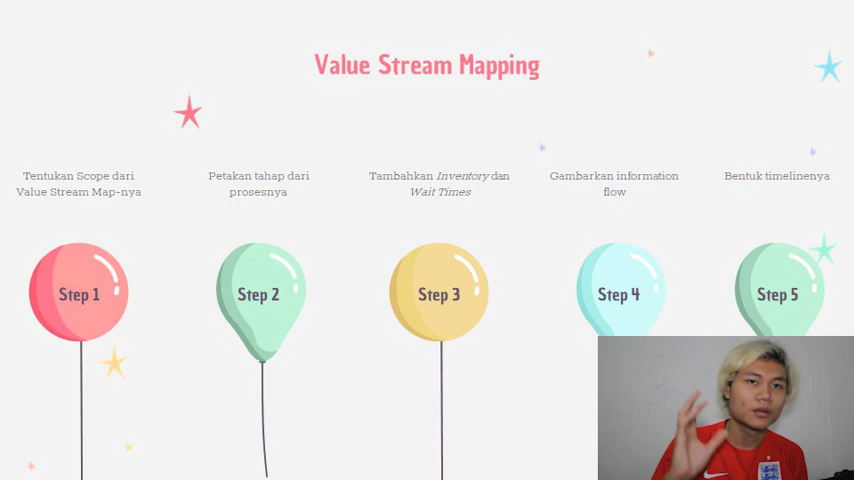 Value Stream Mapping
Tentukan Scope dari
Value Stream Map-nya
Petakan tahap dari
prosesnya
Tambahkan Inventory dan
Wait Times
Gambarkan information
flow
Bentuk timelinenya
Step 1
Step 2
Step 3
Step 4
Step 5